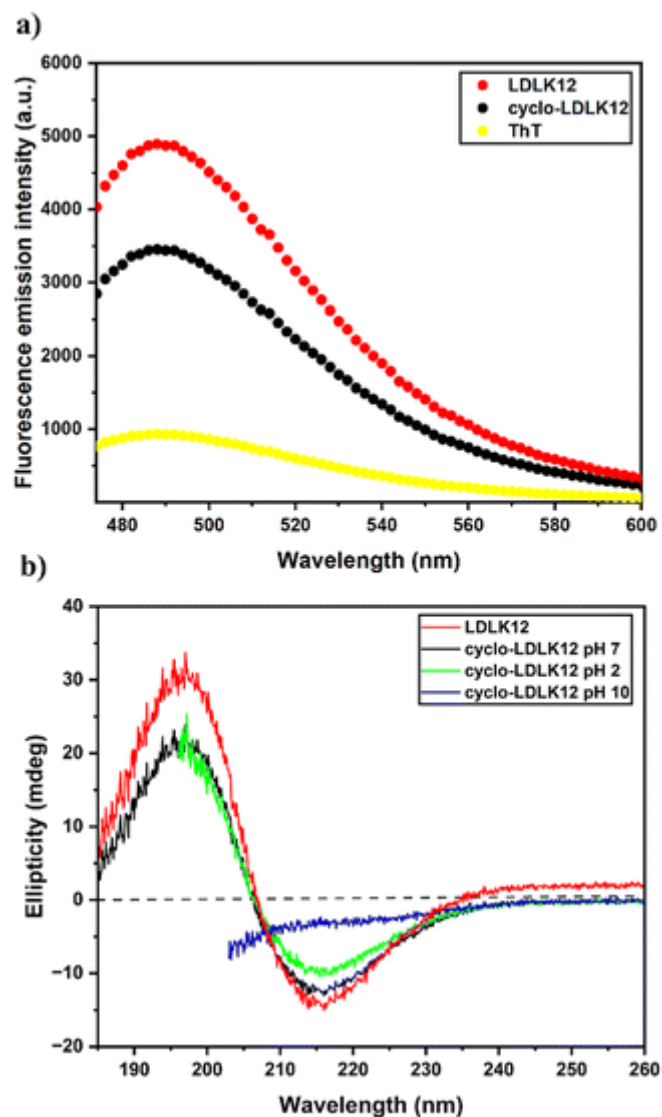 a)
6000
5000
4000
3000
2000
1000
Fluorescence emission intensity (a.u.)
LDLK12
cyclo-LDLK12
ThT
480 500 520 540 560 580 600
Wavelength (nm)
b)
40
30
20
10
0
−10
−20
Ellipticity (mdeg)
LDLK12
cyclo-LDLK12 pH 7
cyclo-LDLK12 pH 2
cyclo-LDLK12 pH 10
190 200 210 220 230 240 250 260
Wavelength (nm)